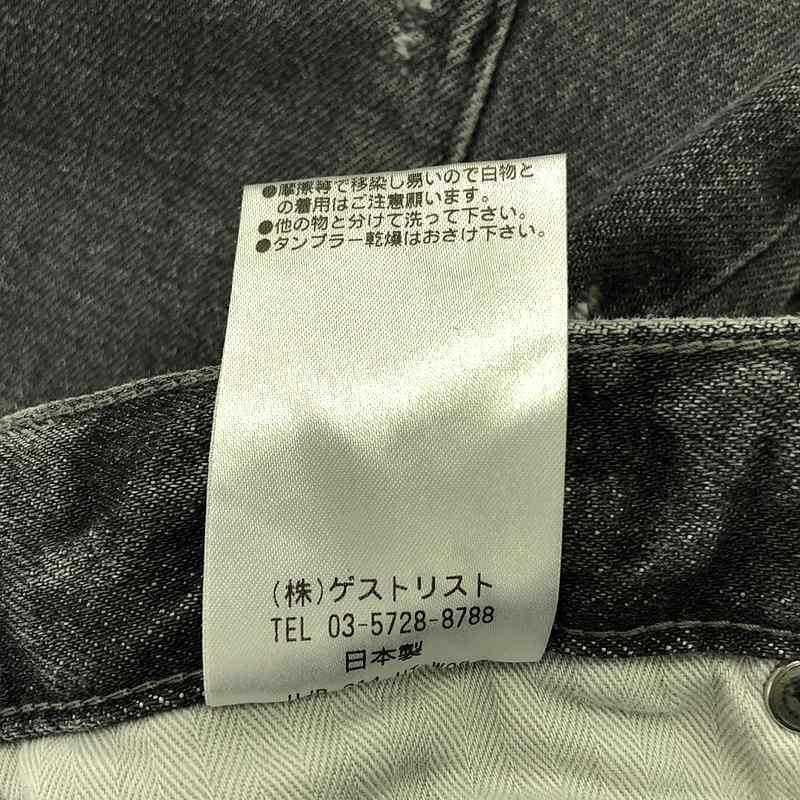 ●摩擦等で移染し易いので白物と
の着用はご注意願います。
●他の物と分けて洗って下さい。
●タンブラー乾燥はおさけ下さい。
(株)ゲストリスト
TEL 03-5728-8788
日本製